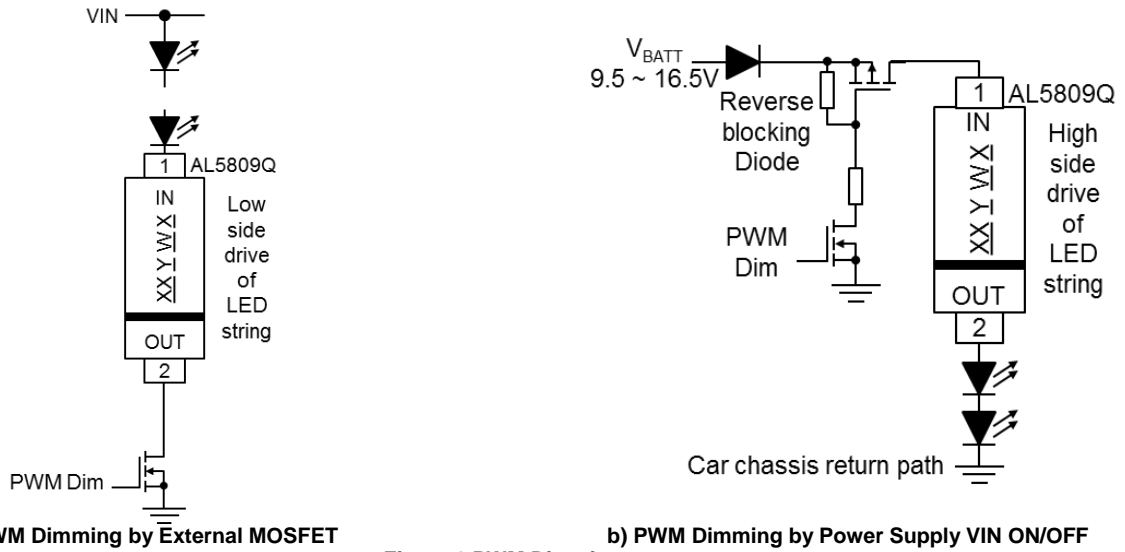 VIN
1
AL5809Q
IN
XX Y W X
OUT
2
Low
side
drive
of
LED
string
PWM Dim
VBATT
9.5 ~ 16.5V
Reverse
blocking
Diode
PWM
Dim
1
AL5809Q
IN
XX Y W X
OUT
2
High
side
drive
of
LED
string
Car chassis return path
WM Dimming by External MOSFET
b) PWM Dimming by Power Supply VIN ON/OFF